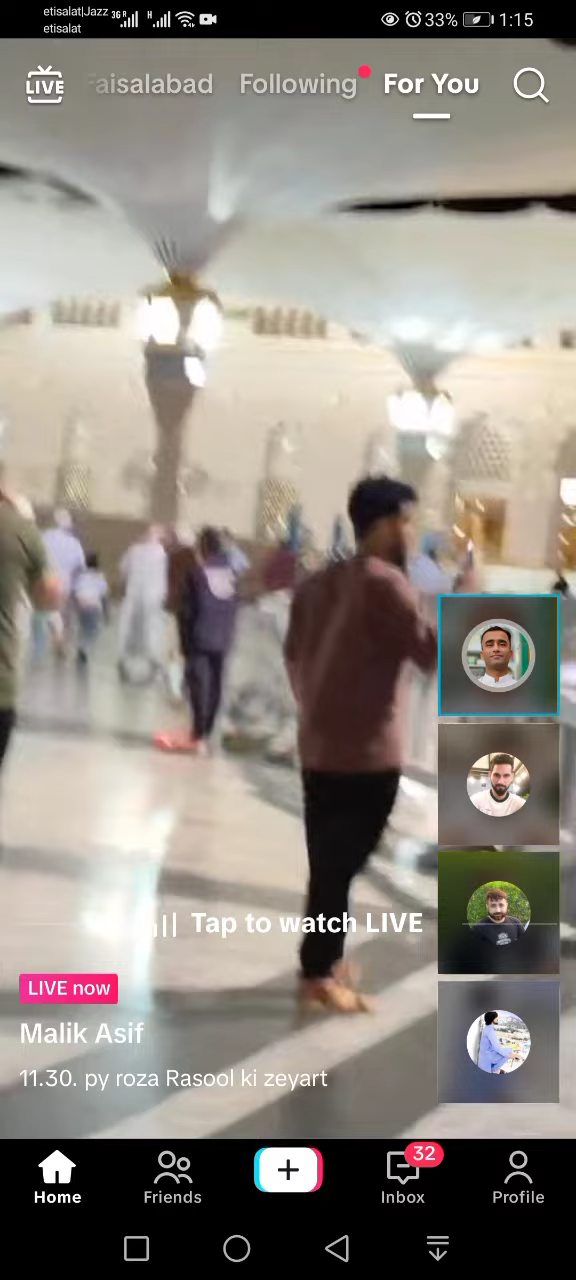 etisalat|Jazz 3G R H 33% 1:15
etisalat
LIVE Faisalabad Following For You
Tap to watch LIVE
LIVE now
Malik Asif
11.30. py roza Rasool ki zeyart
32
Home Friends Inbox Profile